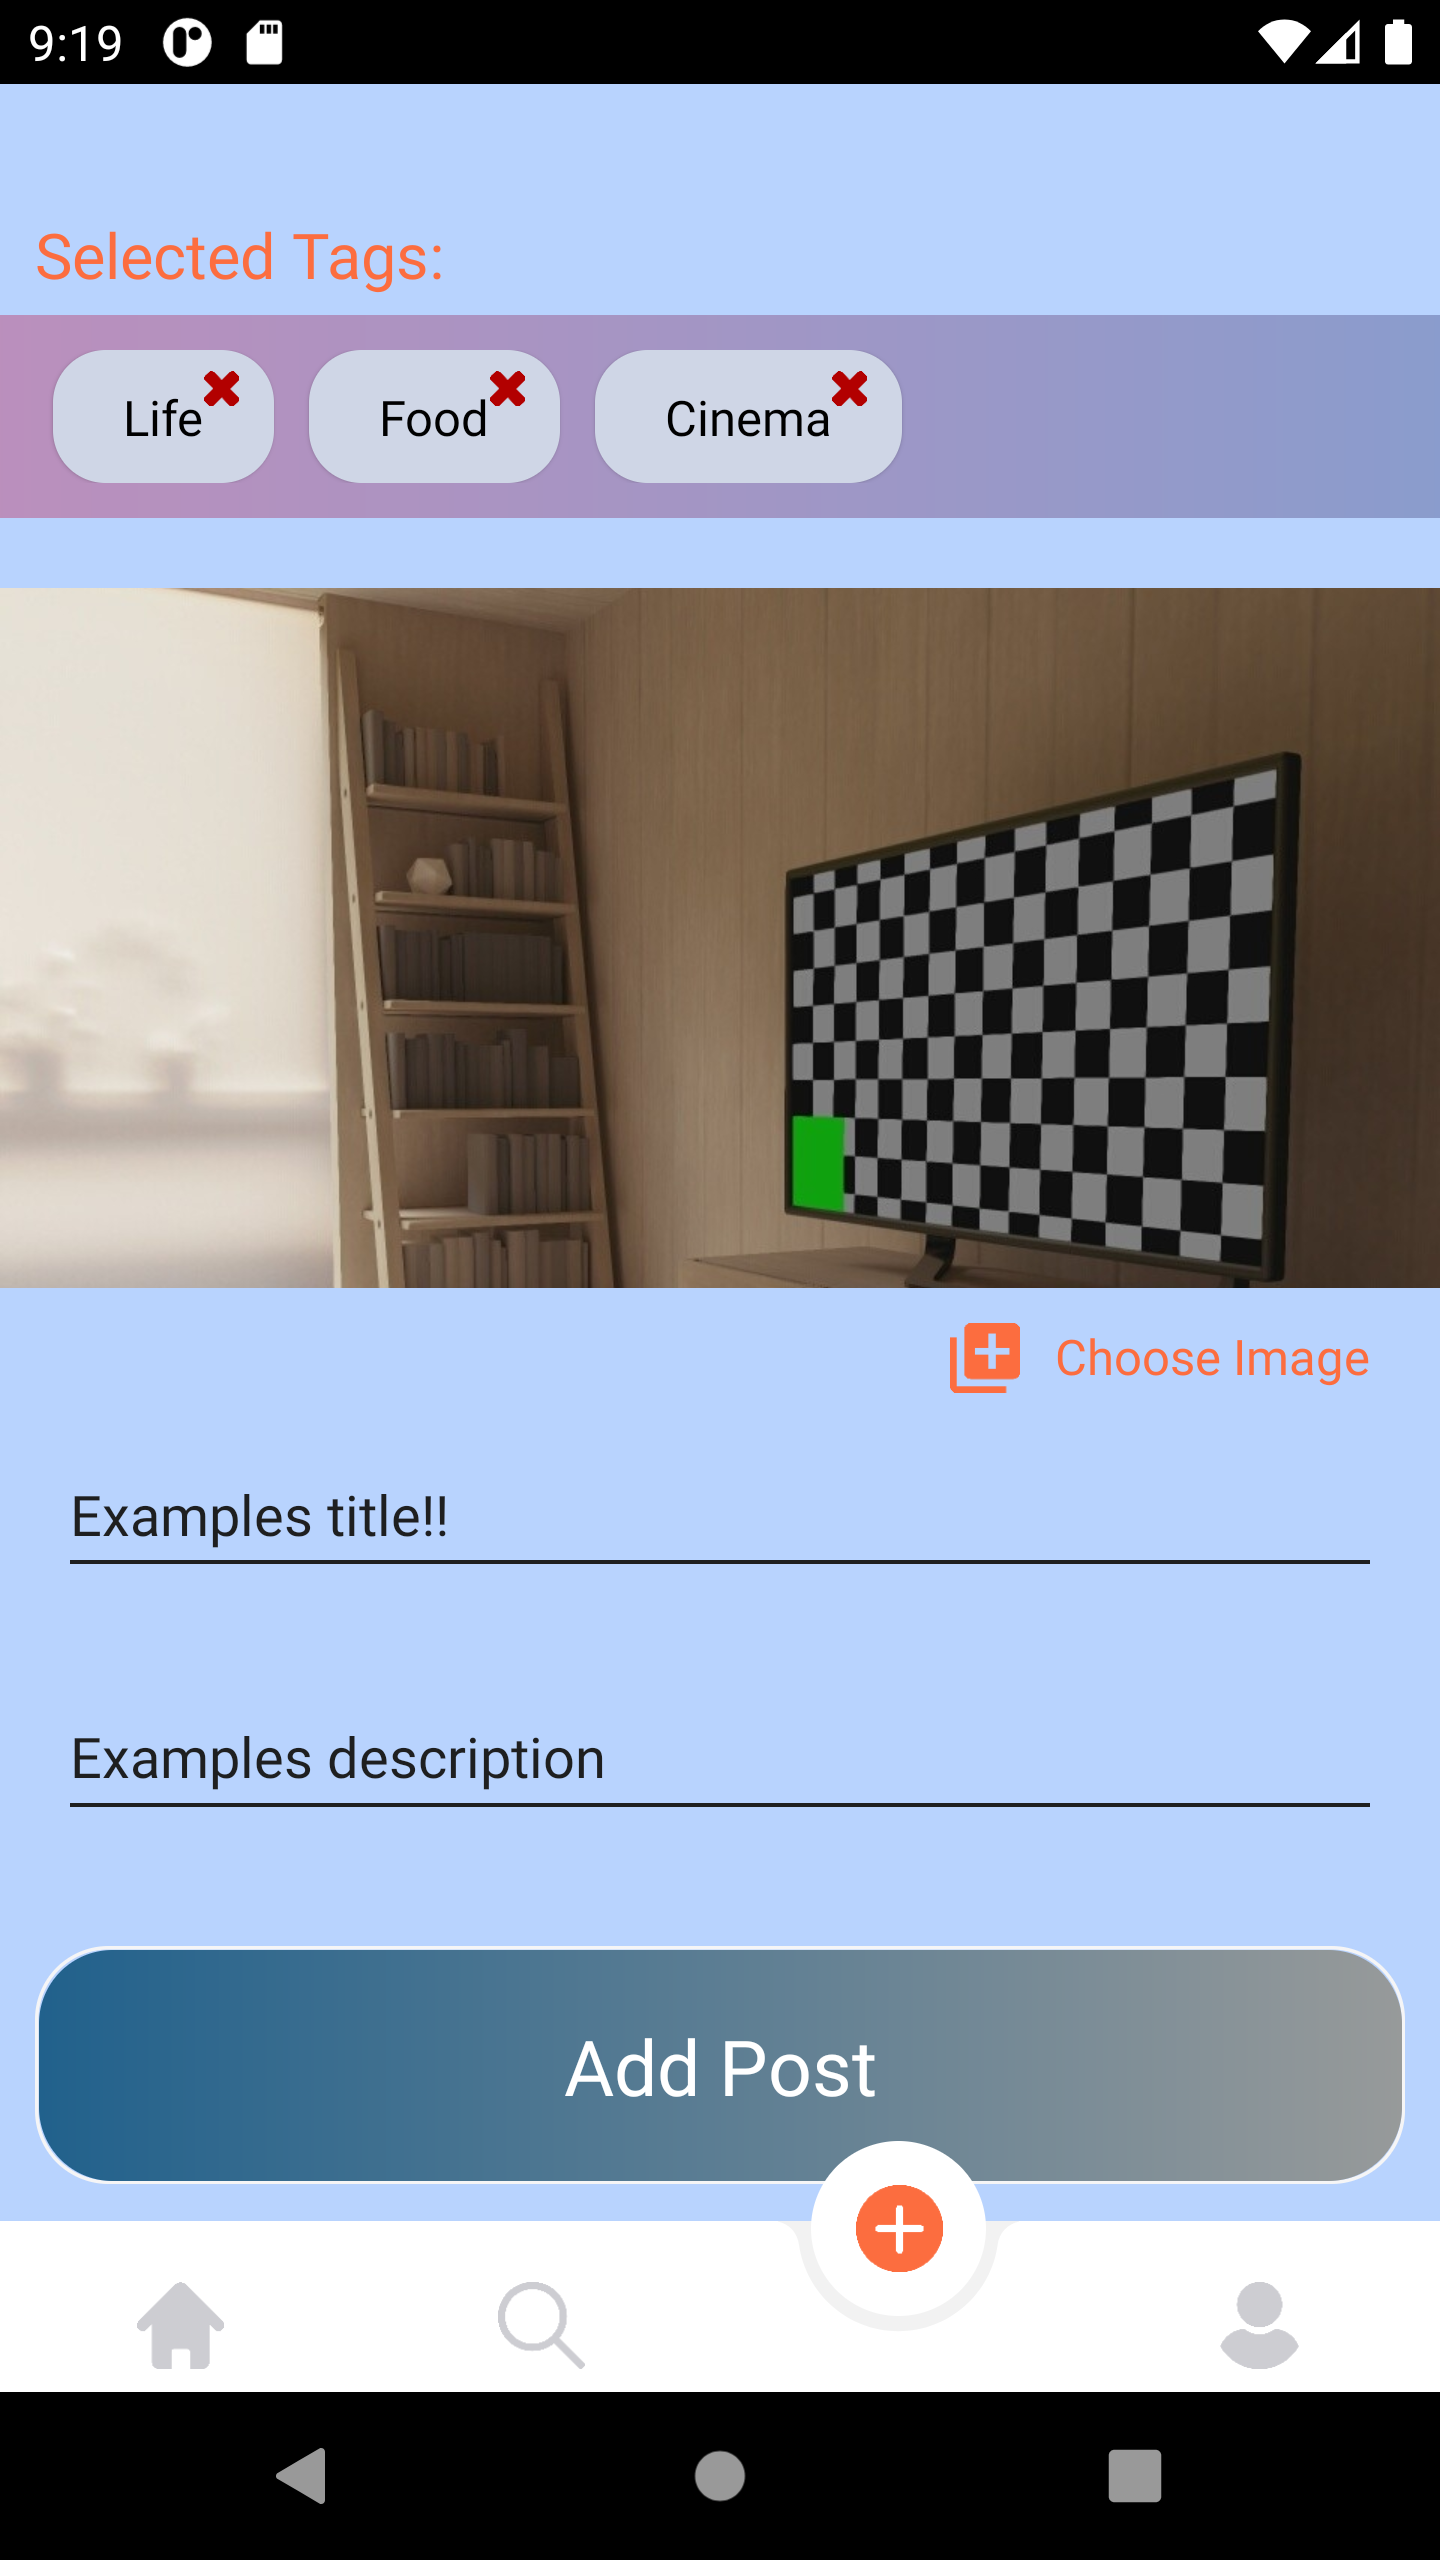 9:19
Selected Tags:
Life Food Cinema
Choose Image
Examples title!!
Examples description
Add Post